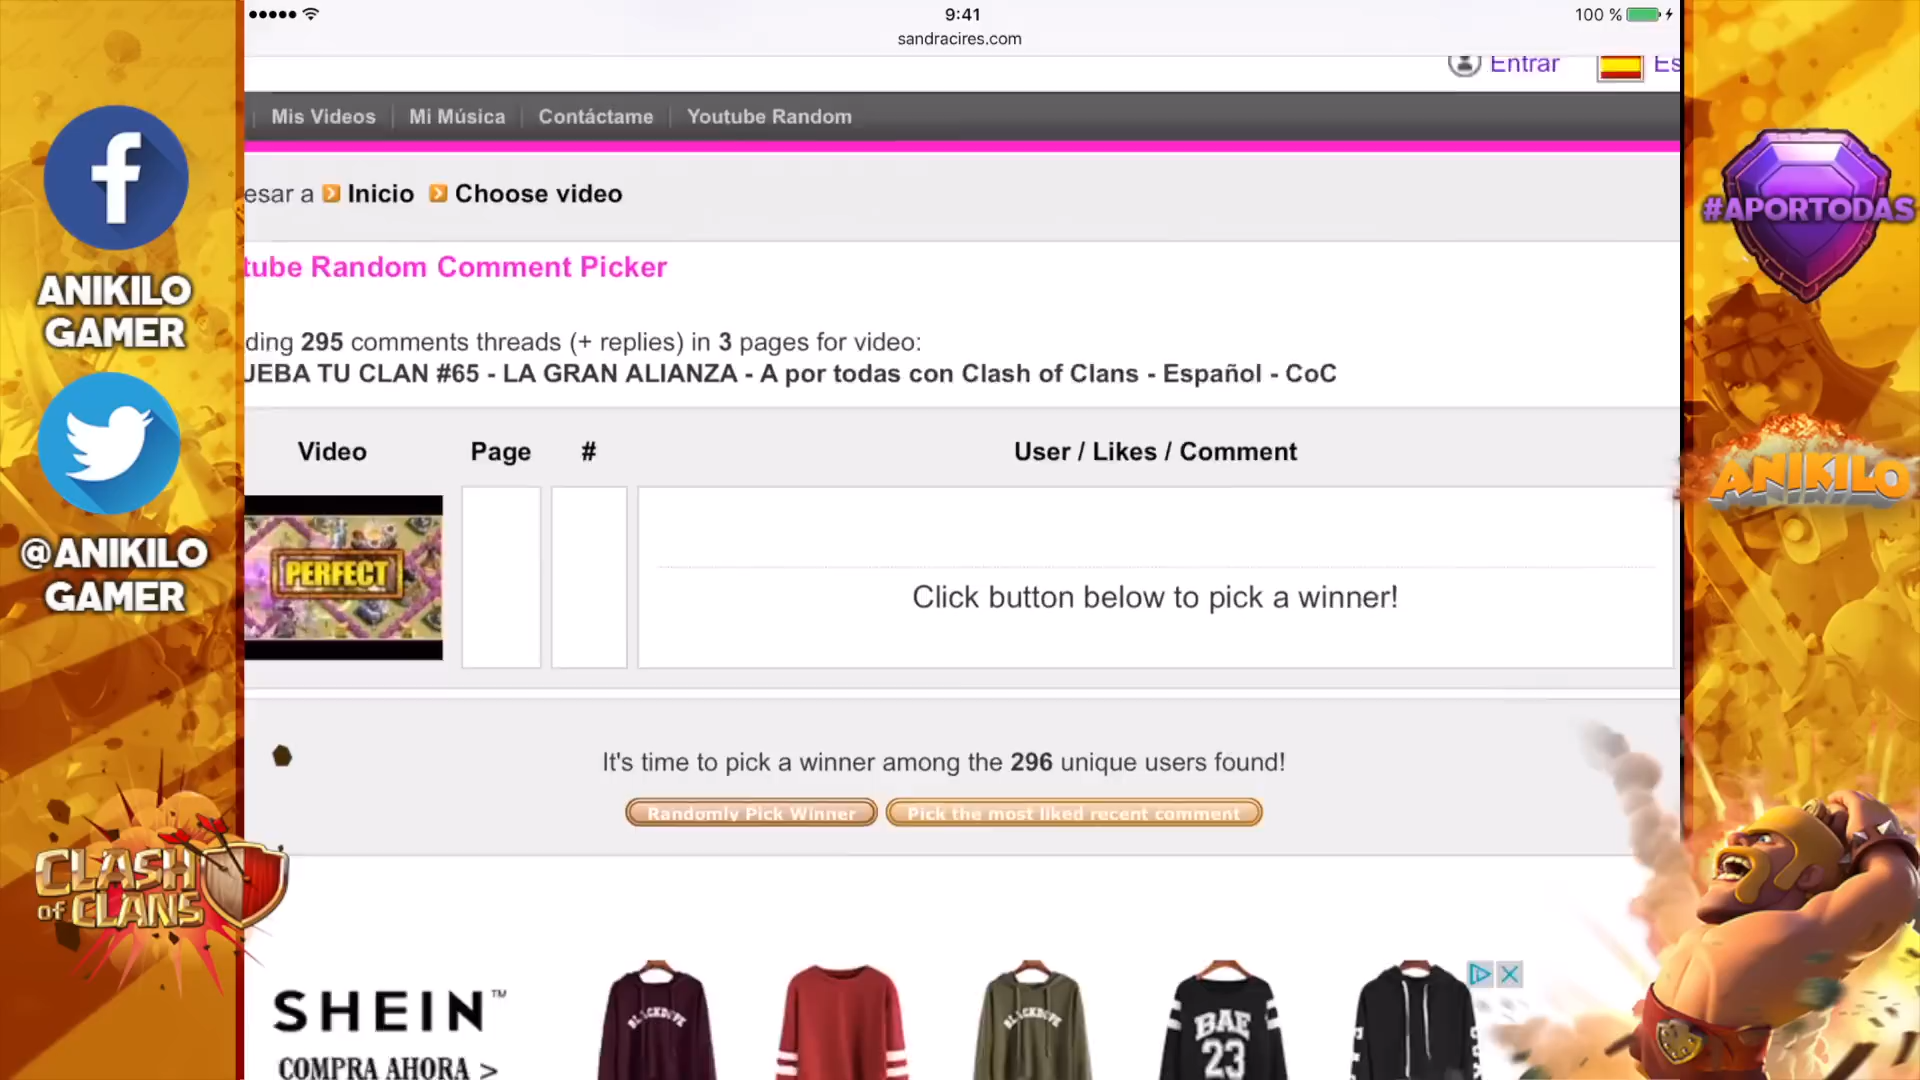 9:41
100 %
sandracires.com
Entrar
Es
Mis Videos
Mi Música
Contáctame
Youtube Random
esar a Inicio Choose video
tube Random Comment Picker
ding 295 comments threads (+ replies) in 3 pages for video:
UEBA TU CLAN #65 - LA GRAN ALIANZA - A por todas con Clash of Clans - Español - CoC
Video
Page
#
User / Likes / Comment
PERFECT
Click button below to pick a winner!
It's time to pick a winner among the 296 unique users found!
Randomly Pick Winner
Pick the most liked recent comment
SHEIN™
COMPRA AHORA >
BLACKDOPE
BLACKDOPE
BAE
23
f
ANIKILO
GAMER
@ANIKILO
GAMER
CLASH
OF CLANS
#APORTODAS
ANIKILO